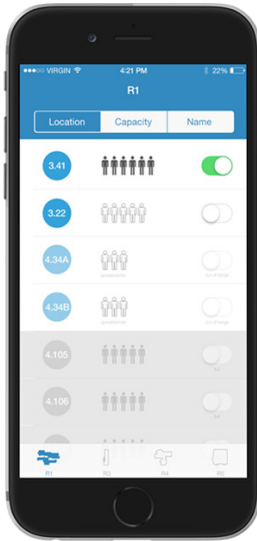 VIRGIN 4:21 PM 22%
R1
Location Capacity Name
3.41
3.22
4.34A
4.34B
4.105
4.106
R1 R3 R4 R5